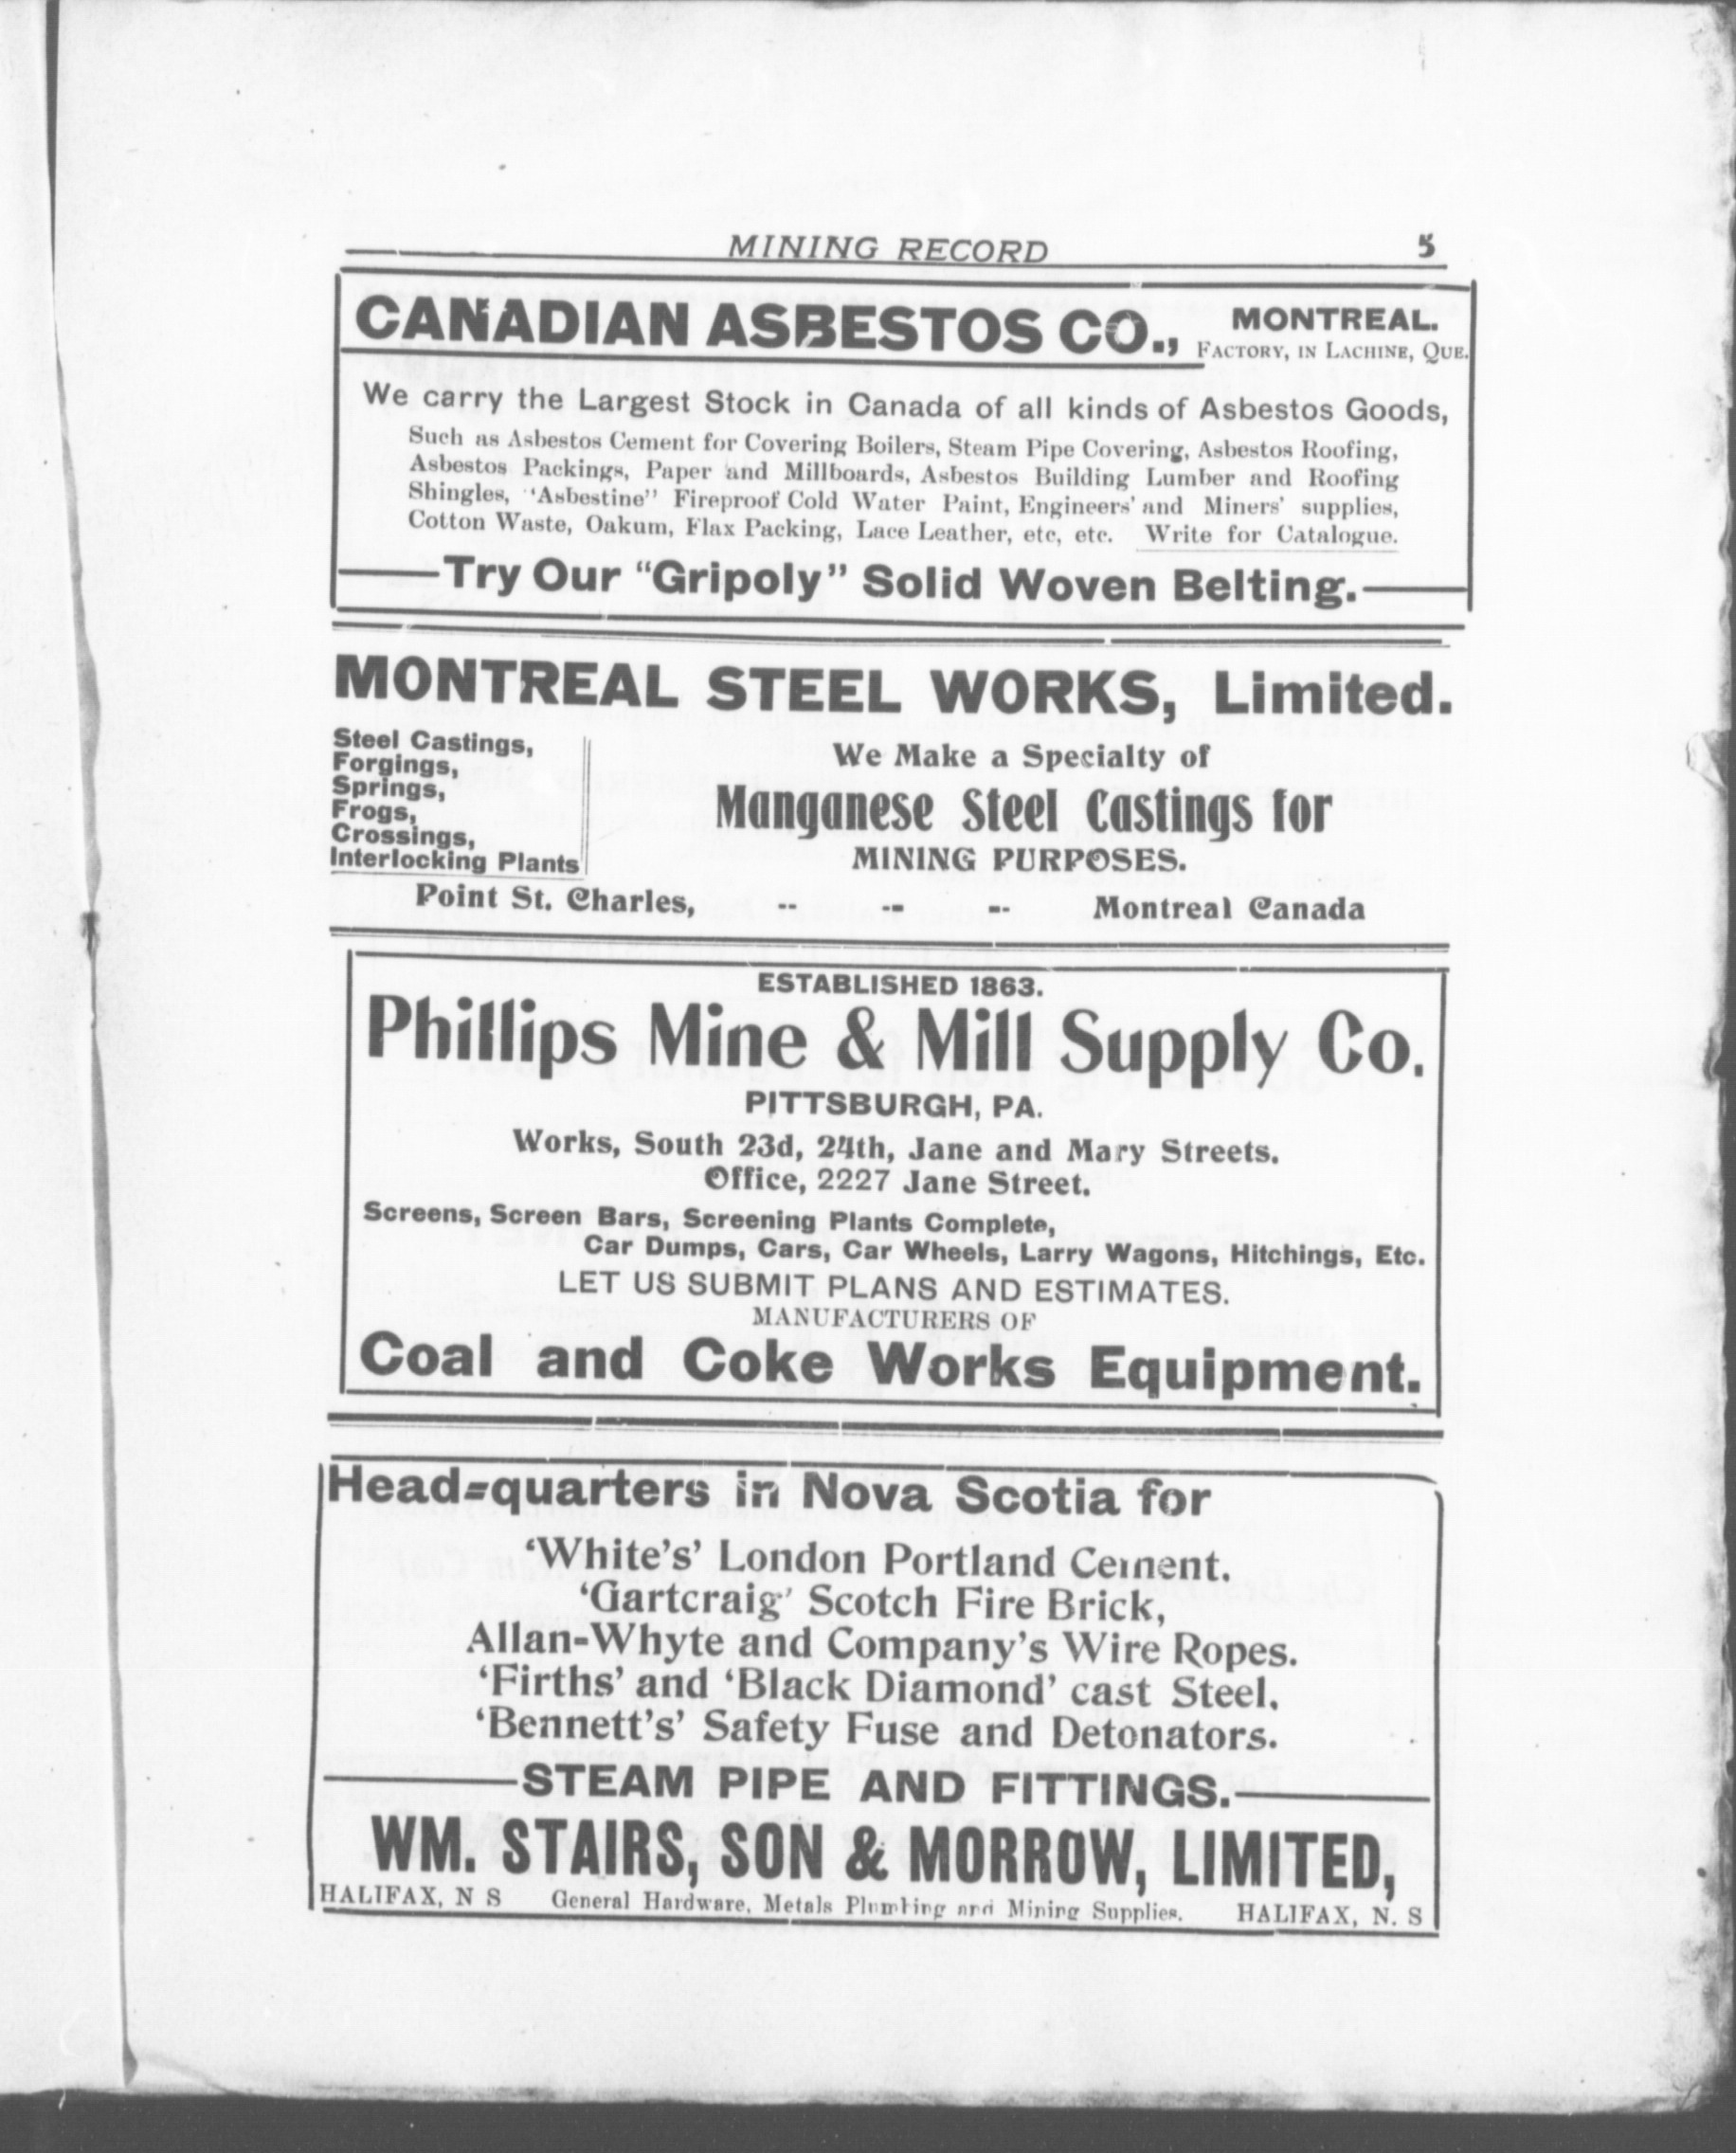 MINING RECORD 5
CANADIAN ASBESTOS CO., MONTREAL.
FACTORY, IN LACHINE, QUE.
We carry the Largest Stock in Canada of all kinds of Asbestos Goods,
Such as Asbestos Cement for Covering Boilers, Steam Pipe Covering, Asbestos Roofing,
Asbestos Packings, Paper and Millboards, Asbestos Building Lumber and Roofing
Shingles, "Asbestine" Fireproof Cold Water Paint, Engineers' and Miners' supplies,
Cotton Waste, Oakum, Flax Packing, Lace Leather, etc, etc. Write for Catalogue.
Try Our "Gripoly" Solid Woven Belting.
MONTREAL STEEL WORKS, Limited.
Steel Castings,
Forgings,
Springs,
Frogs,
Crossings,
Interlocking Plants
We Make a Specialty of
Manganese Steel Castings for
MINING PURPOSES.
Point St. Charles, -- -- -- Montreal Canada
ESTABLISHED 1863.
Phillips Mine & Mill Supply Co.
PITTSBURGH, PA.
Works, South 23d, 24th, Jane and Mary Streets.
Office, 2227 Jane Street.
Screens, Screen Bars, Screening Plants Complete,
Car Dumps, Cars, Car Wheels, Larry Wagons, Hitchings, Etc.
LET US SUBMIT PLANS AND ESTIMATES.
MANUFACTURERS OF
Coal and Coke Works Equipment.
Head=quarters in Nova Scotia for
'White's' London Portland Cement.
'Gartcraig' Scotch Fire Brick,
Allan-Whyte and Company's Wire Ropes.
'Firths' and 'Black Diamond' cast Steel.
'Bennett's' Safety Fuse and Detonators.
STEAM PIPE AND FITTINGS.
WM. STAIRS, SON & MORROW, LIMITED,
HALIFAX, N S General Hardware, Metals Plumbing and Mining Supplies. HALIFAX, N. S